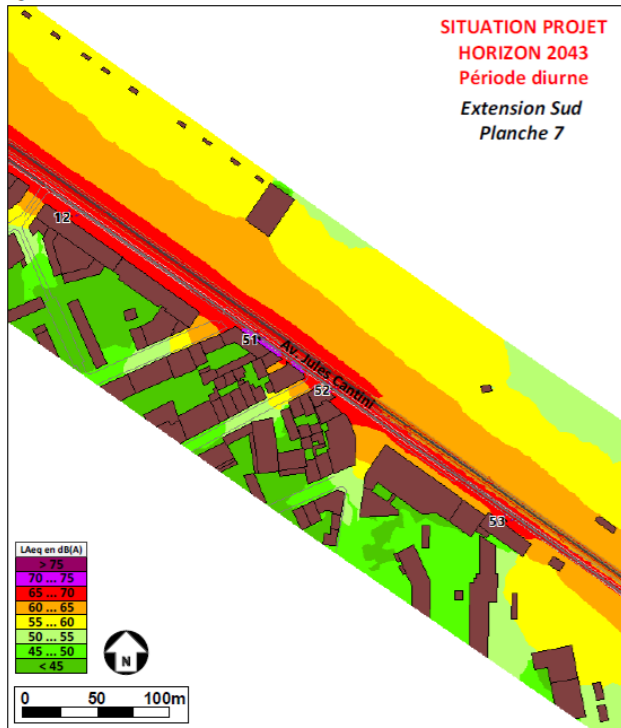 SITUATION PROJET
HORIZON 2043
Période diurne
Extension Sud
Planche 7
12
51
Av. Jules Cantini
52
53
LAeq en dB(A)
> 75
70 ... 75
65 ... 70
60 ... 65
55 ... 60
50 ... 55
45 ... 50
< 45
N
0 50 100m